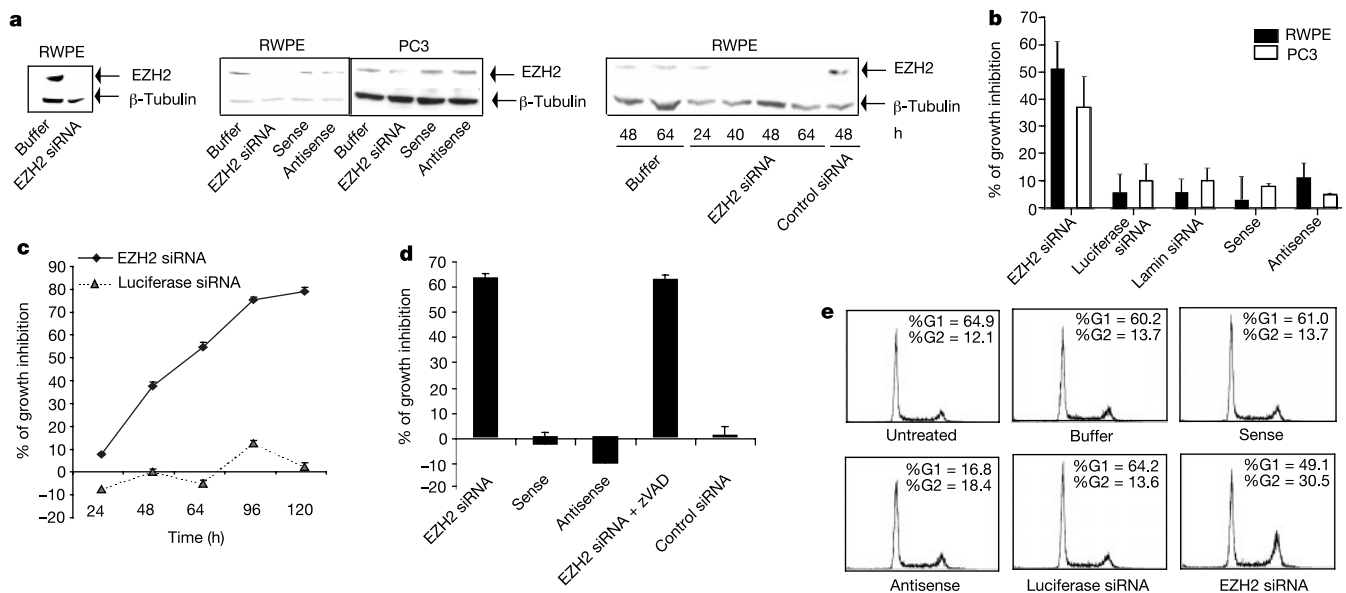 a
RWPE
EZH2
β-Tubulin
Buffer
EZH2 siRNA
RWPE
PC3
EZH2
β-Tubulin
Buffer
EZH2 siRNA
Sense
Antisense
Buffer
EZH2 siRNA
Sense
Antisense
RWPE
EZH2
β-Tubulin
48 64 24 40 48 64 48
h
Buffer
EZH2 siRNA
Control siRNA
b
RWPE
PC3
% of growth inhibition
70
60
50
40
30
20
10
0
EZH2 siRNA
Luciferase siRNA
Lamin siRNA
Sense
Antisense
c
EZH2 siRNA
Luciferase siRNA
% of growth inhibition
90
80
70
60
50
40
30
20
10
0
−10
−20
24 48 64 96 120
Time (h)
d
% of growth inhibition
70
60
50
40
30
20
10
0
−10
−20
EZH2 siRNA
Sense
Antisense
EZH2 siRNA + zVAD
Control siRNA
e
%G1 = 64.9
%G2 = 12.1
Untreated
%G1 = 60.2
%G2 = 13.7
Buffer
%G1 = 61.0
%G2 = 13.7
Sense
%G1 = 16.8
%G2 = 18.4
Antisense
%G1 = 64.2
%G2 = 13.6
Luciferase siRNA
%G1 = 49.1
%G2 = 30.5
EZH2 siRNA